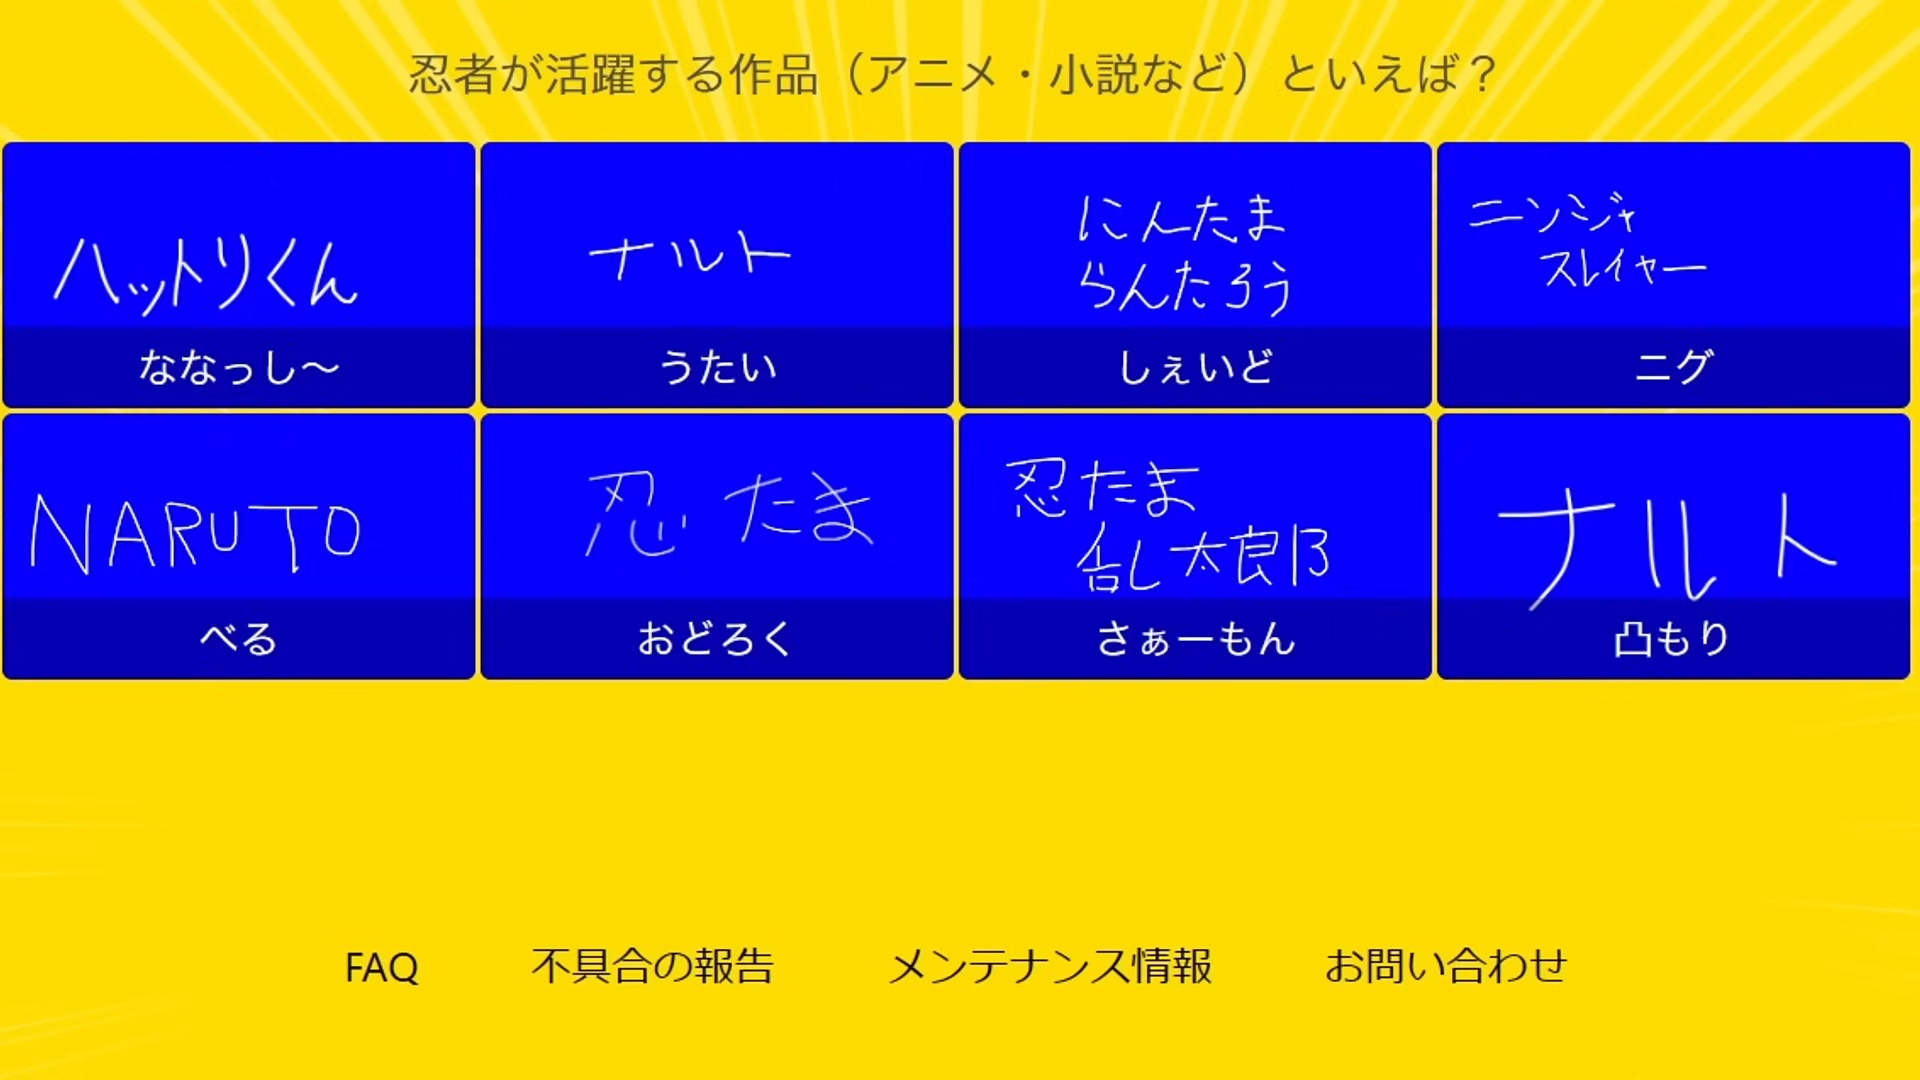 忍者が活躍する作品（アニメ・小説など）といえば？
ハットリくん
ななっし〜
ナルト
うたい
にんたま
らんたろう
しぇいど
ニンジャ
スレイヤー
ニグ
NARUTO
べる
忍たま
おどろく
忍たま
乱太郎
さぁーもん
ナルト
凸もり
FAQ
不具合の報告
メンテナンス情報
お問い合わせ